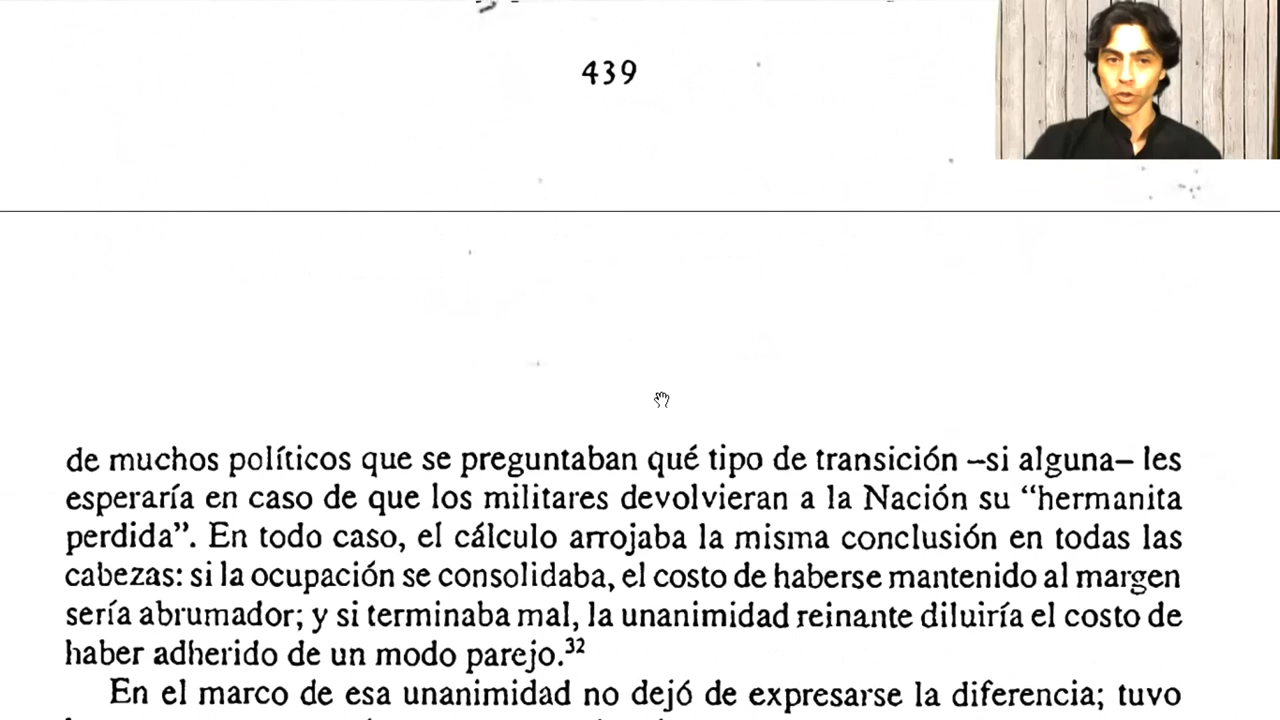 439
de muchos políticos que se preguntaban qué tipo de transición –si alguna– les
esperaría en caso de que los militares devolvieran a la Nación su “hermanita
perdida”. En todo caso, el cálculo arrojaba la misma conclusión en todas las
cabezas: si la ocupación se consolidaba, el costo de haberse mantenido al margen
sería abrumador; y si terminaba mal, la unanimidad reinante diluiría el costo de
haber adherido de un modo parejo.32
En el marco de esa unanimidad no dejó de expresarse la diferencia; tuvo